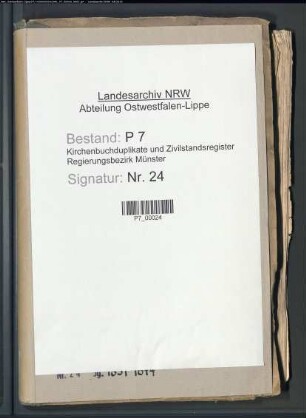 Landesarchiv NRW
Abteilung Ostwestfalen-Lippe
Bestand: P 7
Kirchenbuchduplikate und Zivilstandsregister
Regierungsbezirk Münster
Signatur: Nr. 24
P7_00024